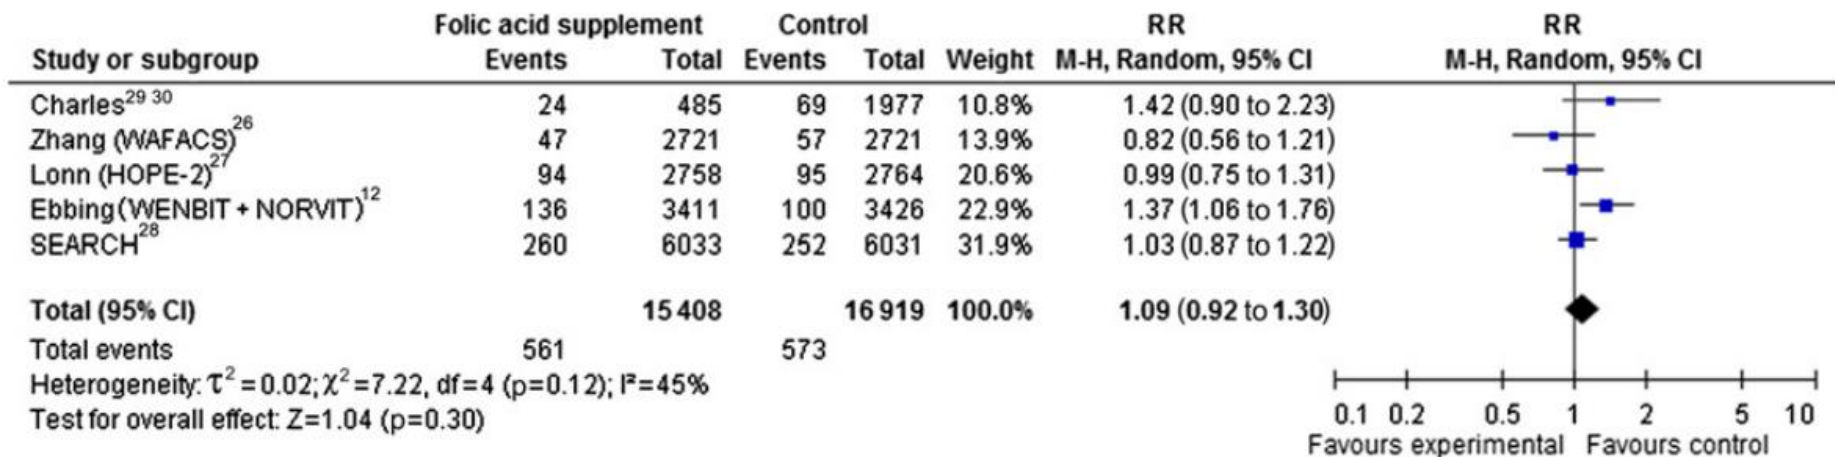 Folic acid supplement Control RR RR
Study or subgroup Events Total Events Total Weight M-H, Random, 95% CI M-H, Random, 95% CI
Charles29 30 24 485 69 1977 10.8% 1.42 (0.90 to 2.23)
Zhang (WAFACS)26 47 2721 57 2721 13.9% 0.82 (0.56 to 1.21)
Lonn (HOPE-2)27 94 2758 95 2764 20.6% 0.99 (0.75 to 1.31)
Ebbing(WENBIT + NORVIT)12 136 3411 100 3426 22.9% 1.37 (1.06 to 1.76)
SEARCH28 260 6033 252 6031 31.9% 1.03 (0.87 to 1.22)
Total (95% CI) 15 408 16 919 100.0% 1.09 (0.92 to 1.30)
Total events 561 573
Heterogeneity: τ2 = 0.02; χ2 =7.22, df=4 (p=0.12); I²=45%
Test for overall effect: Z=1.04 (p=0.30)
0.1 0.2 0.5 1 2 5 10
Favours experimental Favours control